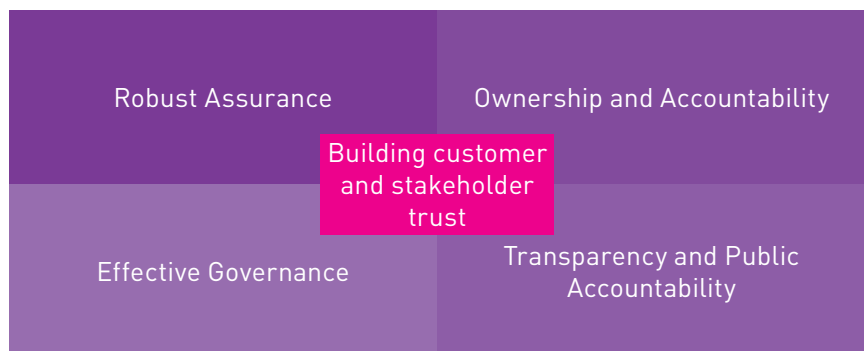 Robust Assurance
Ownership and Accountability
Building customer
and stakeholder
trust
Effective Governance
Transparency and Public
Accountability